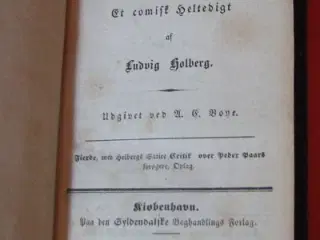 Et comisk Heltedigt
af
Ludvig Holberg.
Udgivet ved A. E. Boye.
Fierde, med Holbergs Satire Critik over Peder Paars
forøgede, Oplag.
Kiøbenhavn.
Paa den Gyldendalske Boghandlings Forlag.